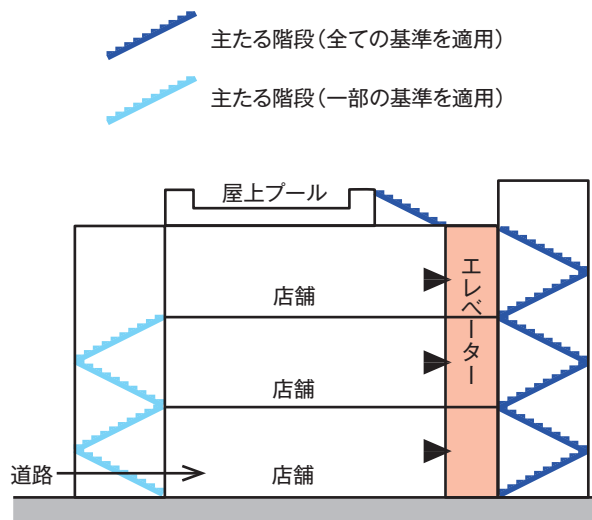 主たる階段（全ての基準を適用）
主たる階段（一部の基準を適用）
屋上プール
エレベーター
店舗
店舗
道路
店舗